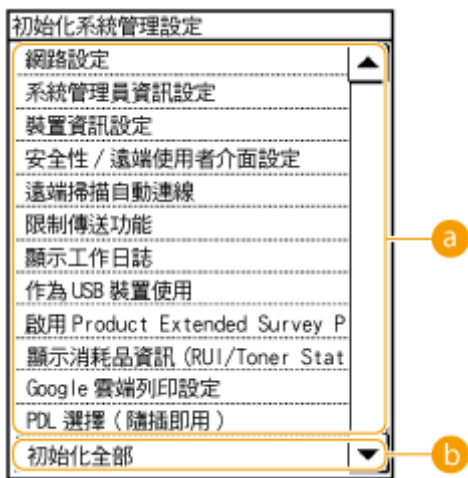 初始化系統管理設定
網路設定
系統管理員資訊設定
裝置資訊設定
安全性 / 遠端使用者介面設定
遠端掃描自動連線
限制傳送功能
顯示工作日誌
作為 USB 裝置使用
啟用 Product Extended Survey P
顯示消耗品資訊 (RUI/Toner Stat
Google 雲端列印設定
PDL 選擇 ( 隨插即用 )
初始化全部
a
b